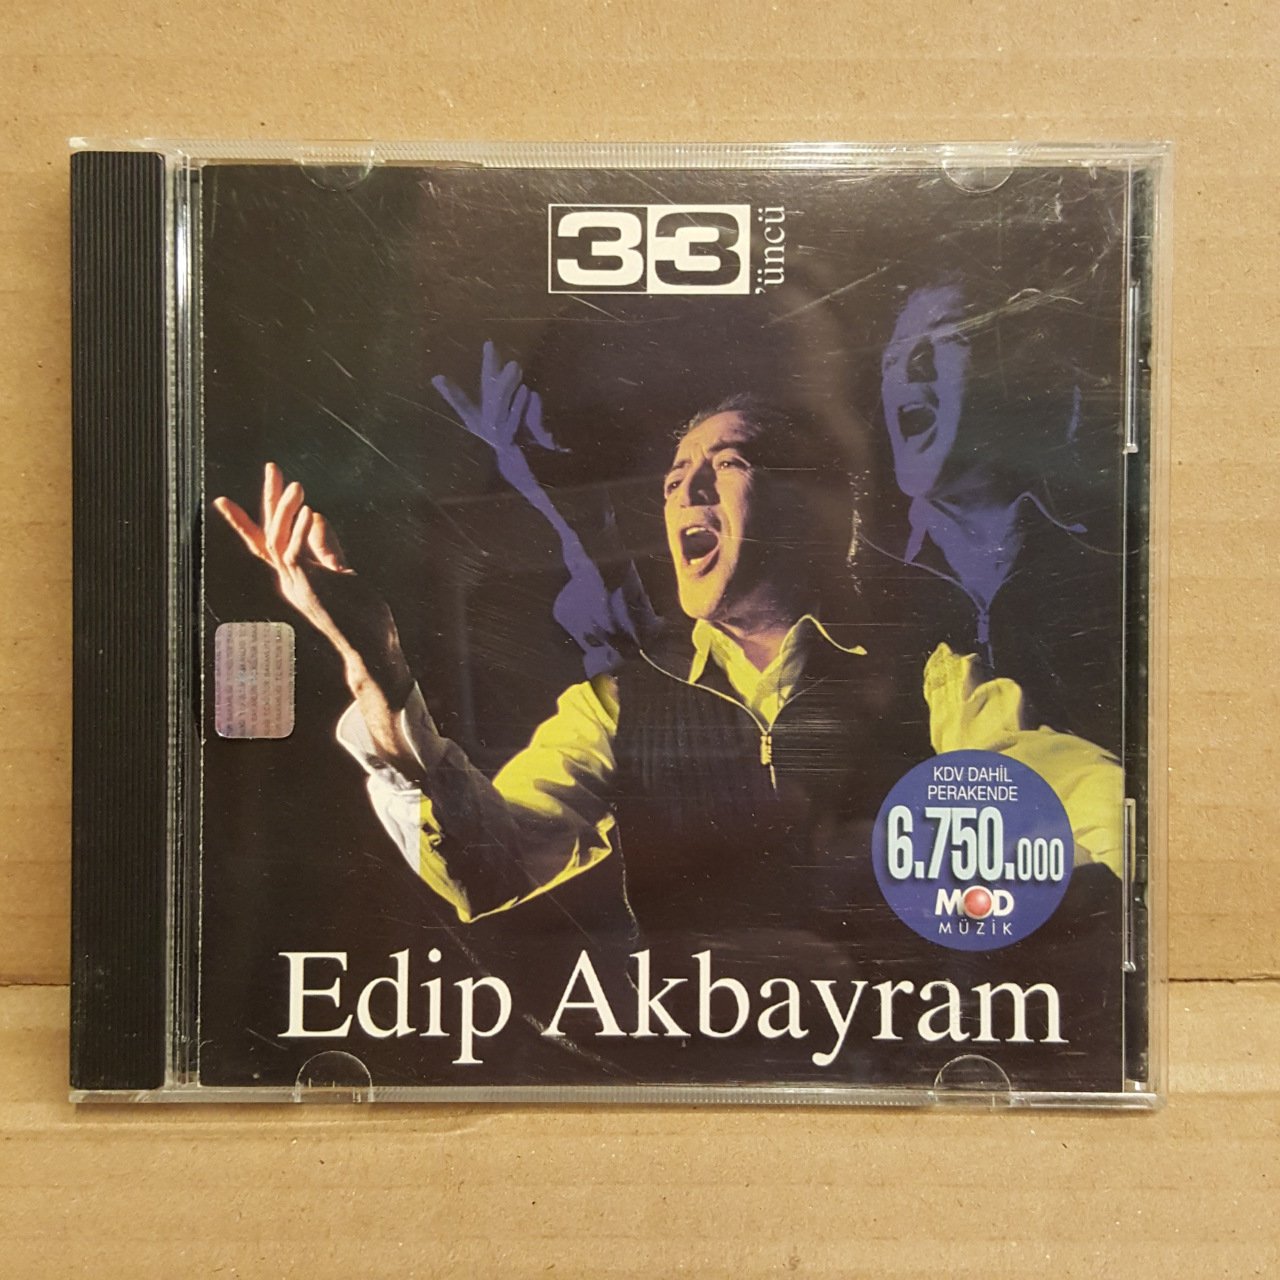 33
'üncü
KDV DAHİL
PERAKENDE
6.750.000
MOD
MÜZİK
Edip Akbayram